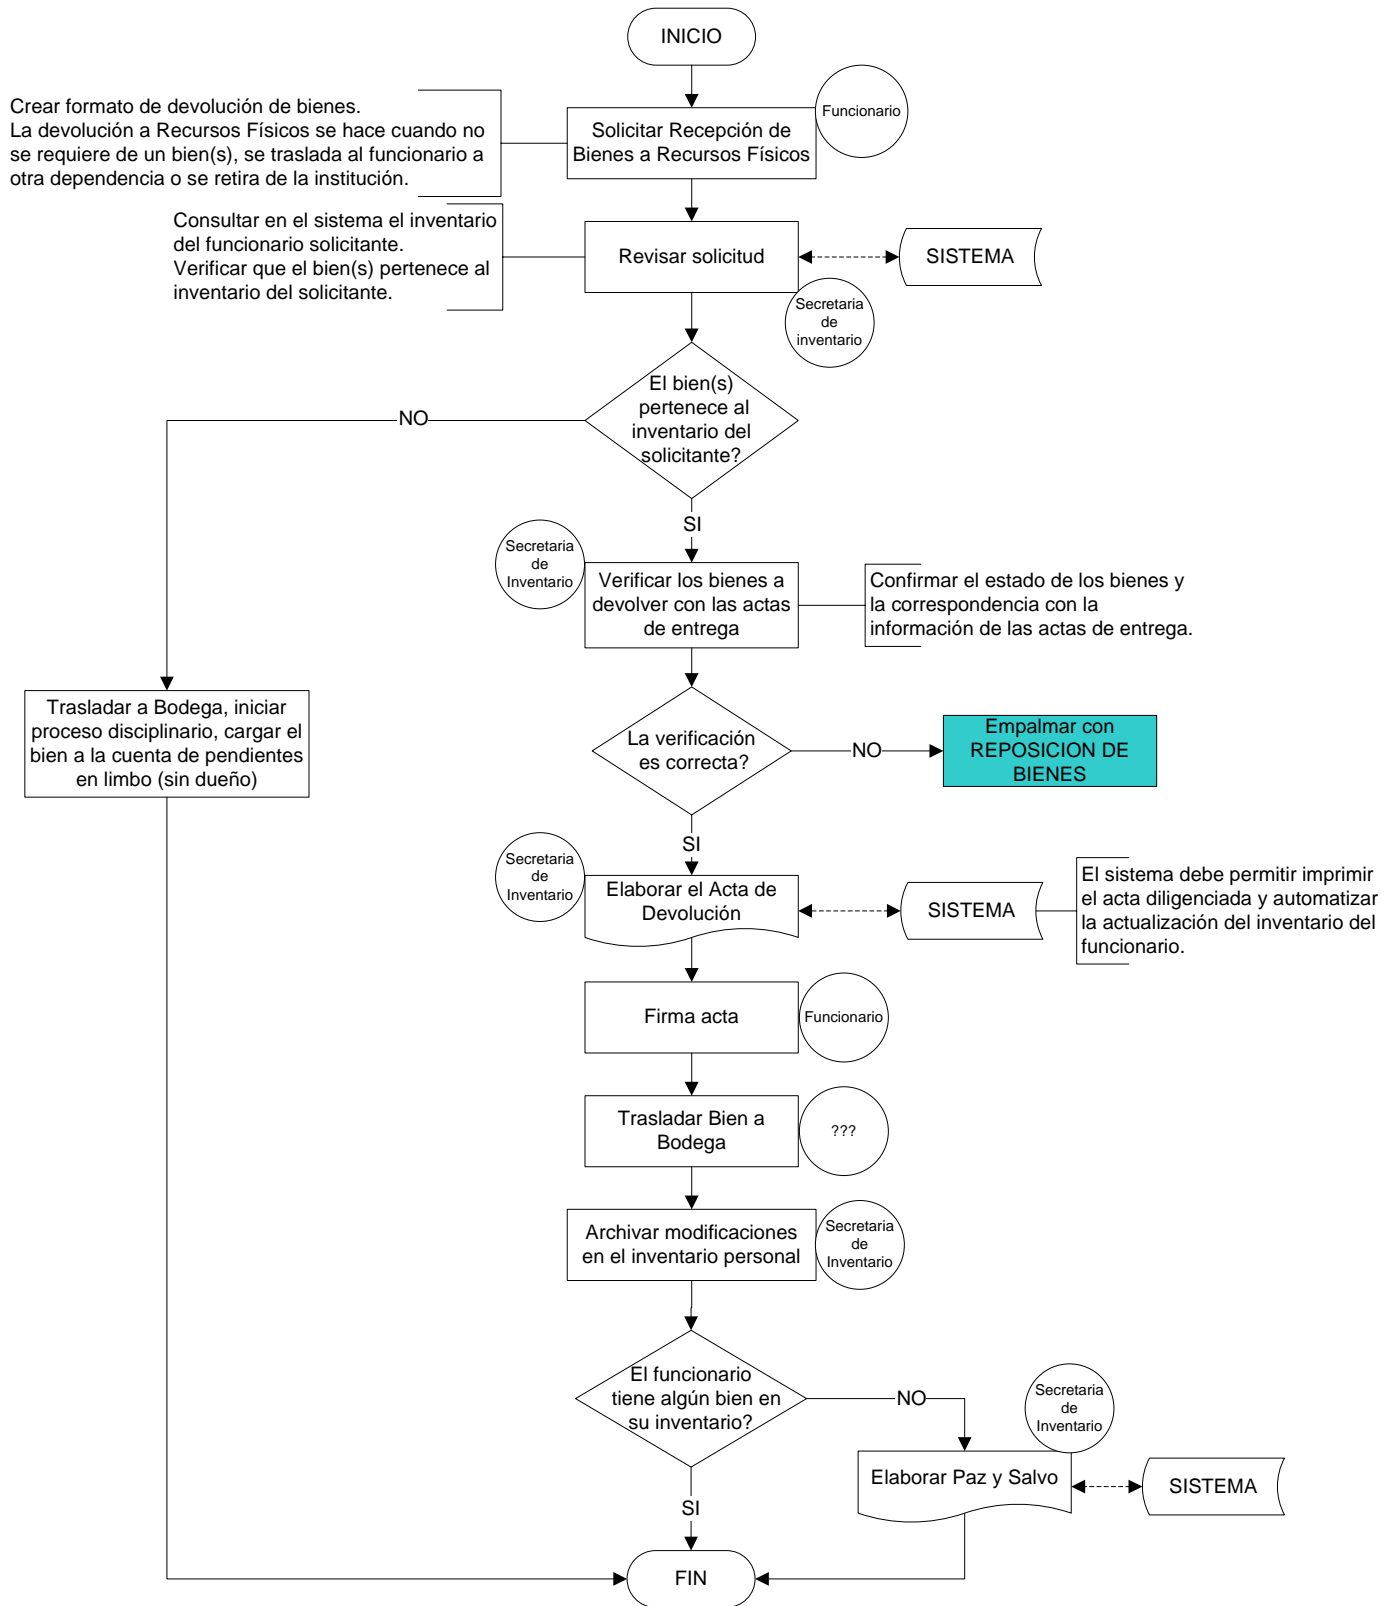 INICIO
Crear formato de devolución de bienes.
La devolución a Recursos Físicos se hace cuando no
se requiere de un bien(s), se traslada al funcionario a
otra dependencia o se retira de la institución.
Solicitar Recepción de
Bienes a Recursos Físicos
Funcionario
Consultar en el sistema el inventario
del funcionario solicitante.
Verificar que el bien(s) pertenece al
inventario del solicitante.
Revisar solicitud
SISTEMA
Secretaria
de
inventario
El bien(s)
pertenece al
inventario del
solicitante?
NO
SI
Secretaria
de
Inventario
Verificar los bienes a
devolver con las actas
de entrega
Confirmar el estado de los bienes y
la correspondencia con la
información de las actas de entrega.
Trasladar a Bodega, iniciar
proceso disciplinario, cargar el
bien a la cuenta de pendientes
en limbo (sin dueño)
La verificación
es correcta?
NO
Empalmar con
REPOSICION DE
BIENES
SI
Secretaria
de
Inventario
Elaborar el Acta de
Devolución
SISTEMA
El sistema debe permitir imprimir
el acta diligenciada y automatizar
la actualización del inventario del
funcionario.
Firma acta
Funcionario
Trasladar Bien a
Bodega
???
Archivar modificaciones
en el inventario personal
Secretaria
de
Inventario
El funcionario
tiene algún bien en
su inventario?
NO
Secretaria
de
Inventario
Elaborar Paz y Salvo
SISTEMA
SI
FIN